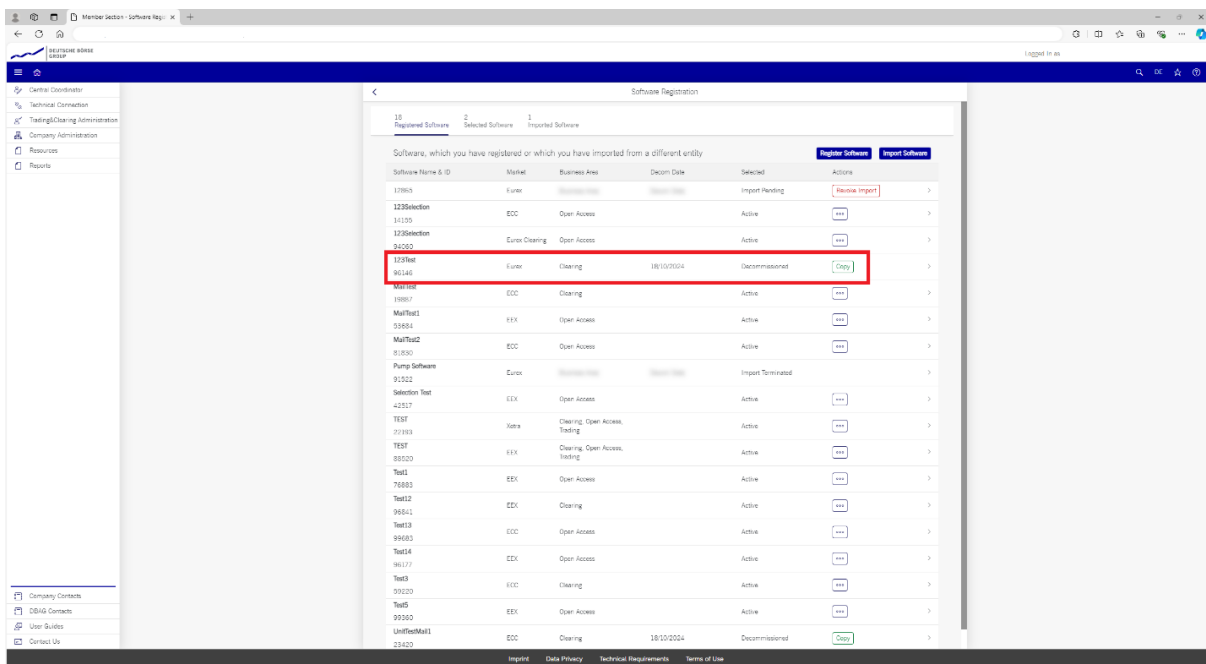 Member Section - Software Regi
DEUTSCHE BÖRSE
GROUP
Logged in as
DE
Central Coordinator
Technical Connection
Trading&Clearing Administration
Company Administration
Resources
Reports
Software Registration
18 2 1
Registered Software Selected Software Imported Software
Software, which you have registered or which you have imported from a different entity Register Software Import Software
Software Name & ID Market Business Area Decom Date Selected Actions
12865 Eurex Import Pending Revoke Import
123Selection
14155 ECC Open Access Active
123Selection
94060 Eurex Clearing Open Access Active
123Test
96146 Eurex Clearing 18/10/2024 Decommissioned Copy
MailTest
19887 ECC Clearing Active
MailTest1
53684 EEX Open Access Active
MailTest2
81830 ECC Open Access Active
Pump Software
91522 Eurex Import Terminated
Selection Test
42517 EEX Open Access Active
TEST
22193 Xetra Clearing, Open Access, Trading Active
TEST
88520 EEX Clearing, Open Access, Trading Active
Test1
76883 EEX Open Access Active
Test12
96841 EEX Clearing Active
Test13
99683 ECC Open Access Active
Test14
96177 EEX Open Access Active
Test3
59220 ECC Clearing Active
Test5
99360 EEX Open Access Active
UnitTestMail1
23420 ECC Clearing 18/10/2024 Decommissioned Copy
Company Contacts
DBAG Contacts
User Guides
Contact Us
Imprint Data Privacy Technical Requirements Terms of Use